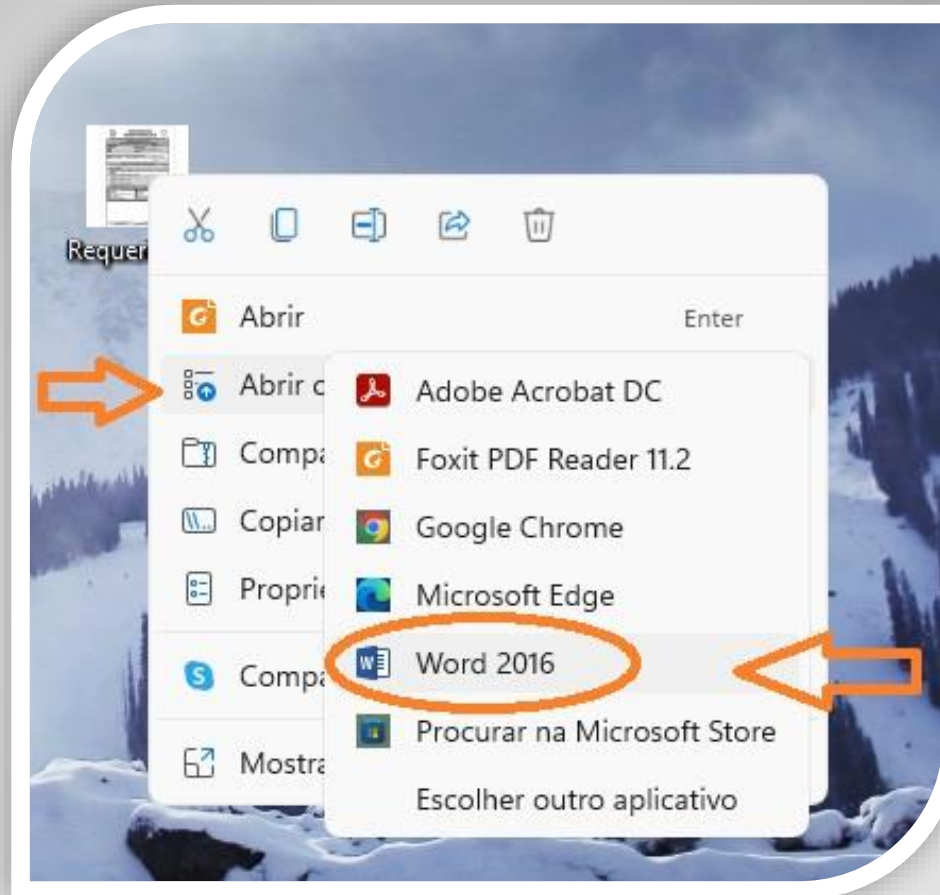 Requeri
Abrir Enter
Abrir c
Compa
Copiar
Proprie
Compa
Mostra
Adobe Acrobat DC
Foxit PDF Reader 11.2
Google Chrome
Microsoft Edge
Word 2016
Procurar na Microsoft Store
Escolher outro aplicativo